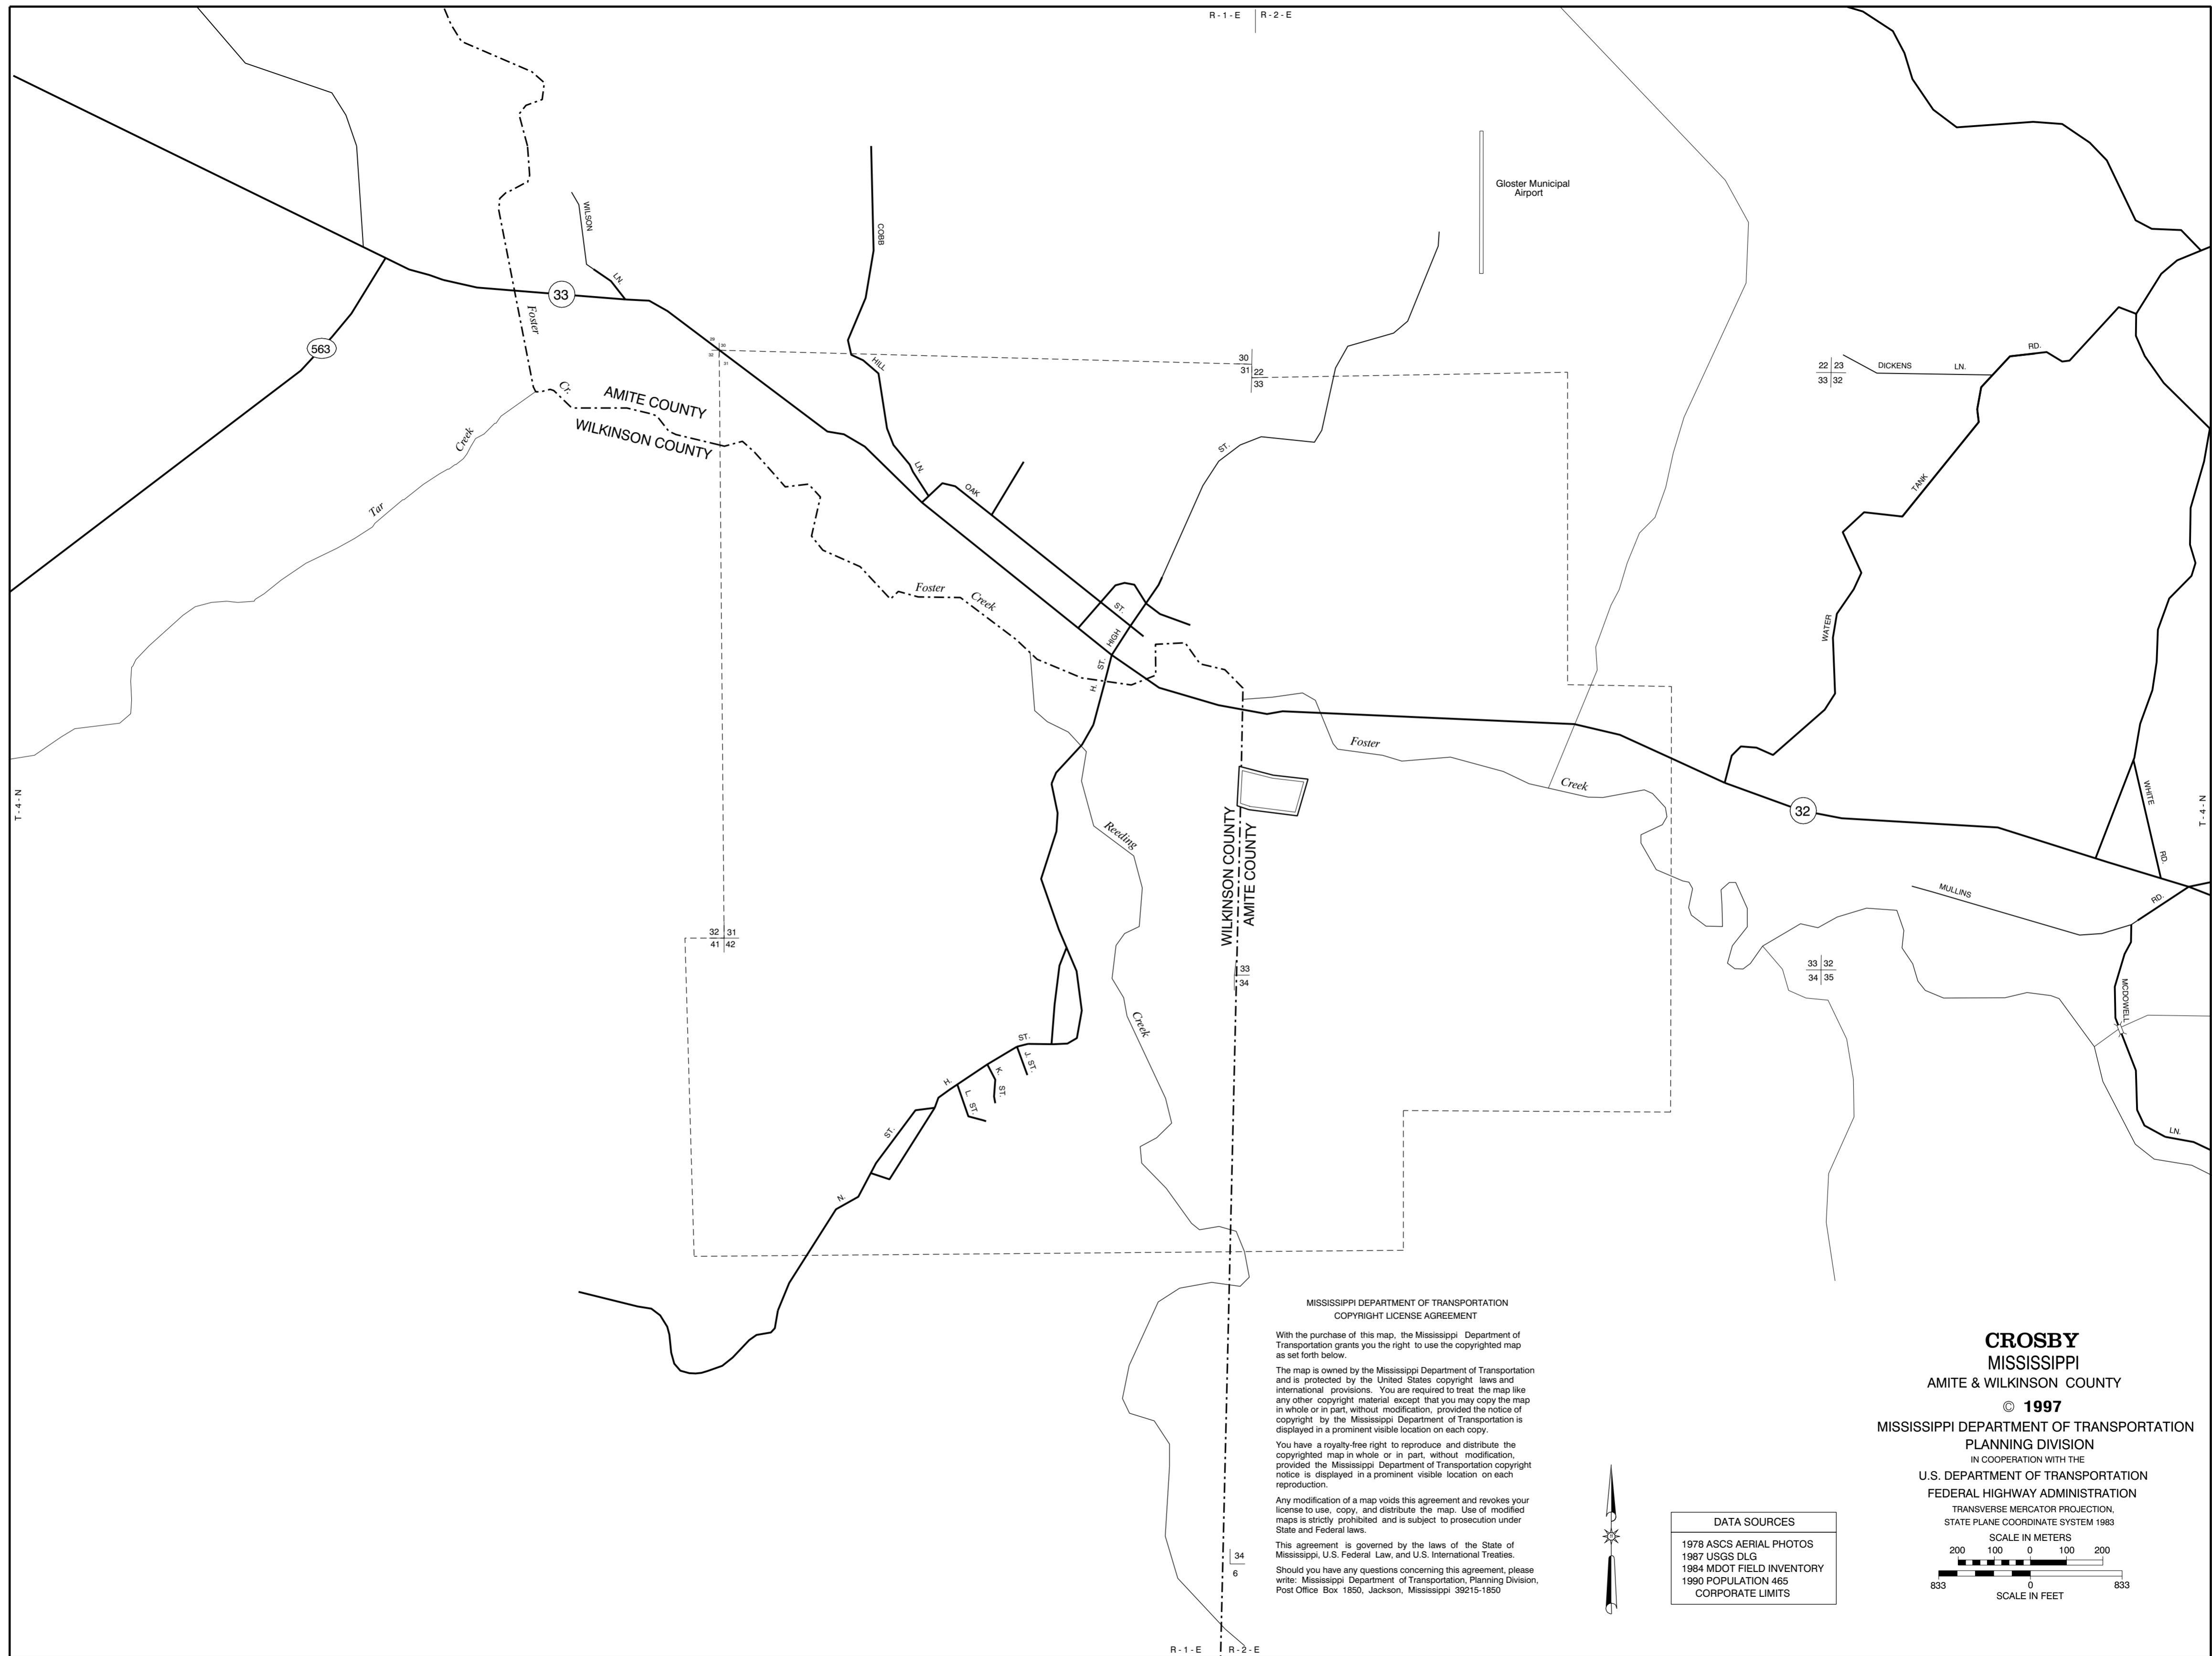 R - 1 - E R - 2 - E
Gloster Municipal
Airport
WILSON
LN.
COBB
HILL
LN.
33
563
Foster
Cr.
AMITE COUNTY
WILKINSON COUNTY
30
31 22
33
22 23
33 32
DICKENS LN.
RD.
TANK
WATER
Creek
Tar
OAK
ST.
ST.
HIGH
ST.
H.
Foster
Creek
Foster
Creek
32
T - 4 - N
T - 4 - N
WILKINSON COUNTY
AMITE COUNTY
Reeding
Creek
WHITE
RD.
MULLINS
RD.
MCDOWELL
LN.
32 31
41 42
33
34
33 32
34 35
ST.
J. ST.
K. ST.
L. ST.
H.
ST.
N.
34
6
R - 1 - E R - 2 - E
MISSISSIPPI DEPARTMENT OF TRANSPORTATION
COPYRIGHT LICENSE AGREEMENT
With the purchase of this map, the Mississippi Department of
Transportation grants you the right to use the copyrighted map
as set forth below.
The map is owned by the Mississippi Department of Transportation
and is protected by the United States copyright laws and
international provisions. You are required to treat the map like
any other copyright material except that you may copy the map
in whole or in part, without modification, provided the notice of
copyright by the Mississippi Department of Transportation is
displayed in a prominent visible location on each copy.
You have a royalty-free right to reproduce and distribute the
copyrighted map in whole or in part, without modification,
provided the Mississippi Department of Transportation copyright
notice is displayed in a prominent visible location on each
reproduction.
Any modification of a map voids this agreement and revokes your
license to use, copy, and distribute the map. Use of modified
maps is strictly prohibited and is subject to prosecution under
State and Federal laws.
This agreement is governed by the laws of the State of
Mississippi, U.S. Federal Law, and U.S. International Treaties.
Should you have any questions concerning this agreement, please
write: Mississippi Department of Transportation, Planning Division,
Post Office Box 1850, Jackson, Mississippi 39215-1850
DATA SOURCES
1978 ASCS AERIAL PHOTOS
1987 USGS DLG
1984 MDOT FIELD INVENTORY
1990 POPULATION 465
CORPORATE LIMITS
CROSBY
MISSISSIPPI
AMITE & WILKINSON COUNTY
© 1997
MISSISSIPPI DEPARTMENT OF TRANSPORTATION
PLANNING DIVISION
IN COOPERATION WITH THE
U.S. DEPARTMENT OF TRANSPORTATION
FEDERAL HIGHWAY ADMINISTRATION
TRANSVERSE MERCATOR PROJECTION,
STATE PLANE COORDINATE SYSTEM 1983
SCALE IN METERS
200 100 0 100 200
833 0 833
SCALE IN FEET